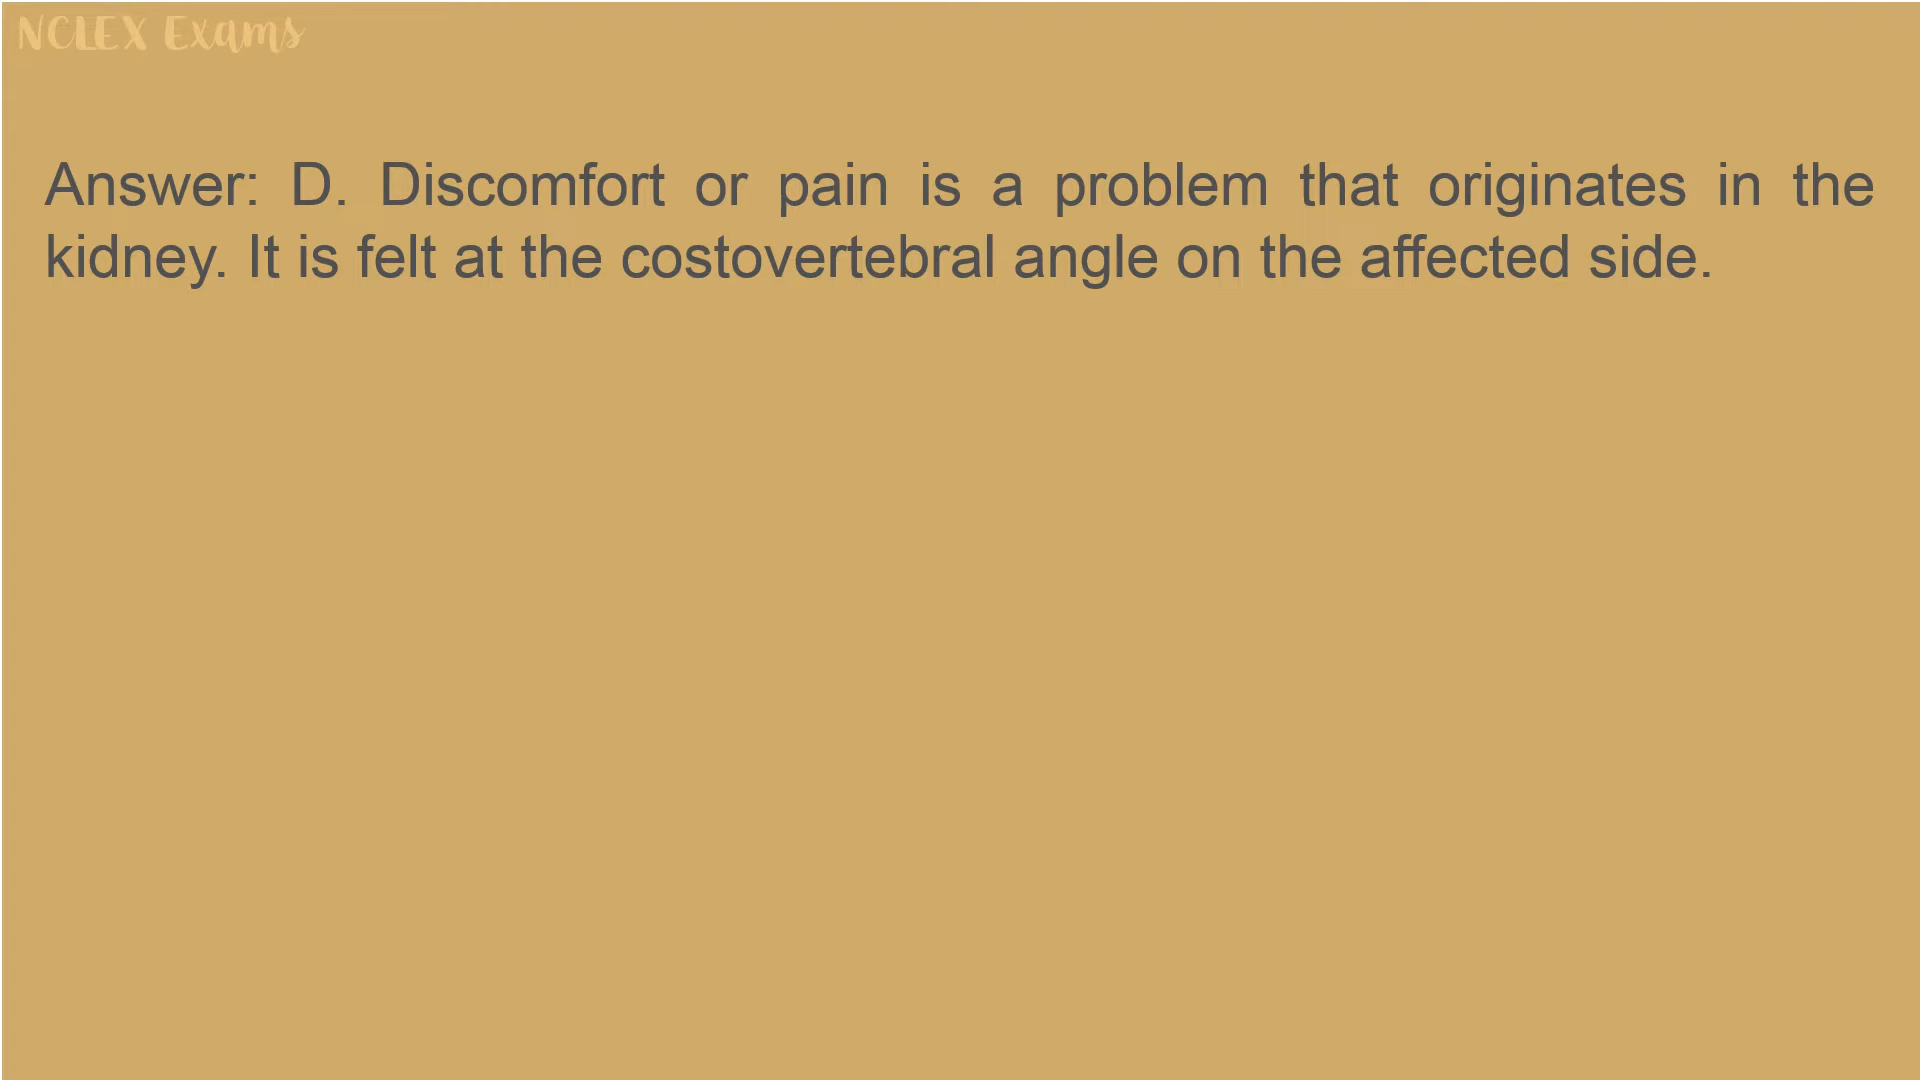 NCLEX Exams
Answer: D. Discomfort or pain is a problem that originates in the
kidney. It is felt at the costovertebral angle on the affected side.